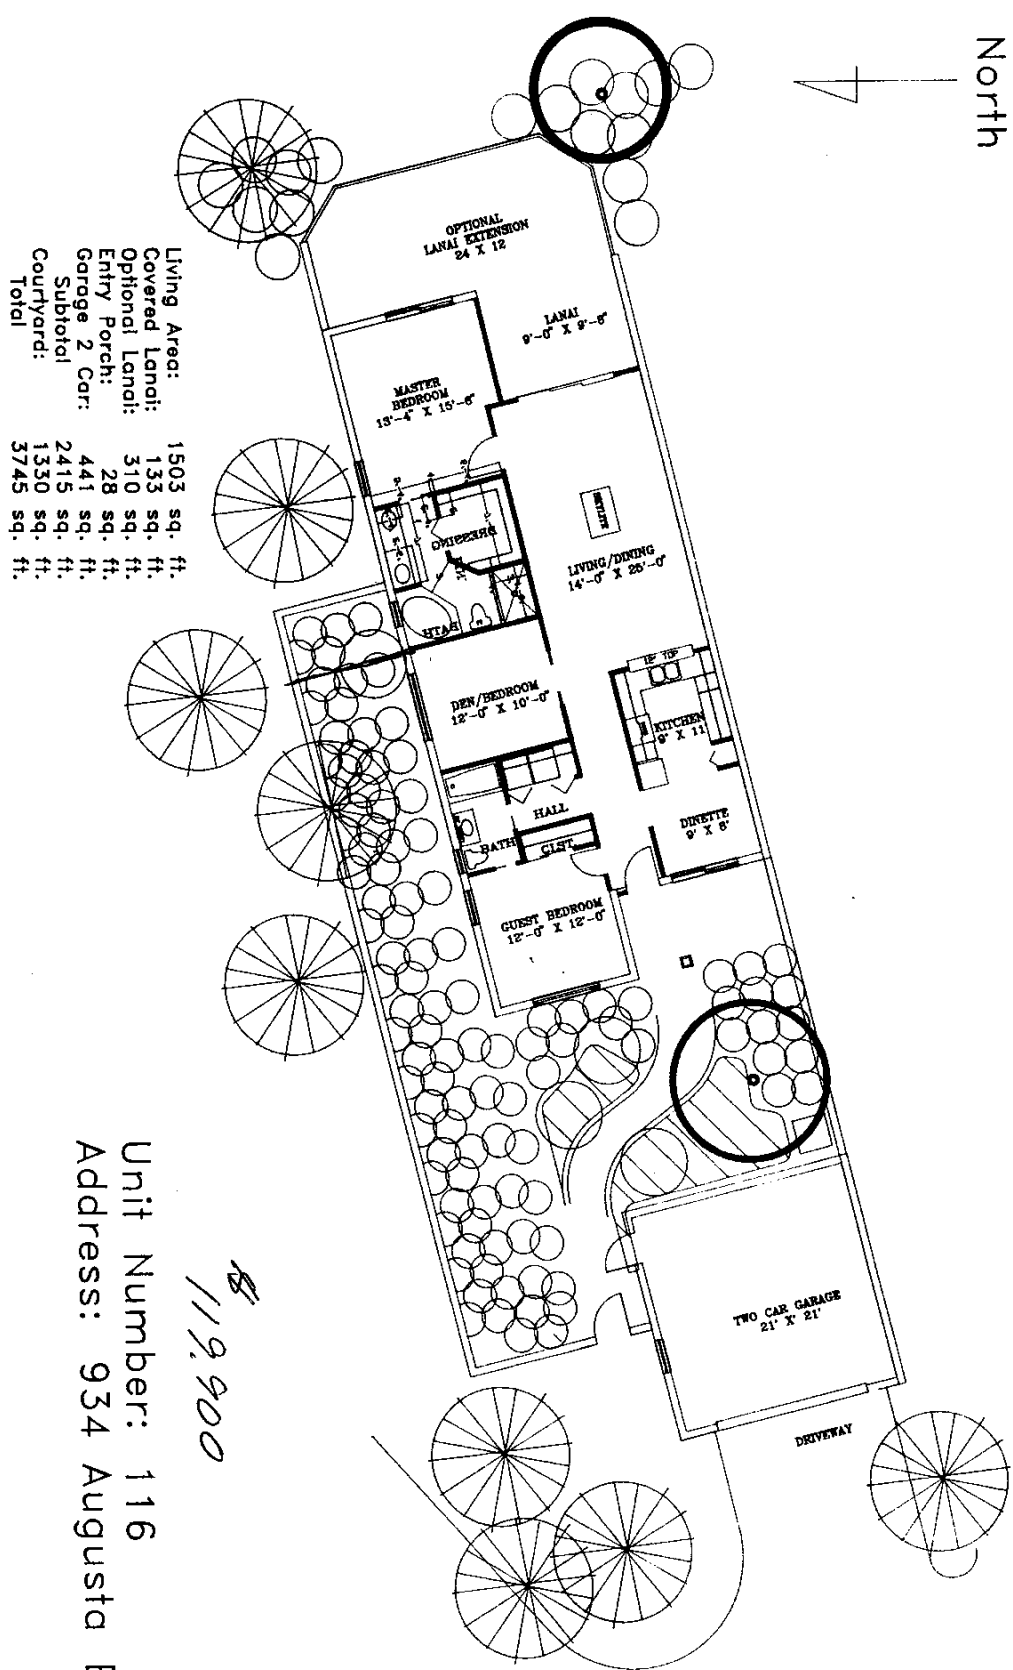 North
OPTIONAL
LANAI EXTENSION
24 X 12
LANAI
9'-0" X 9'-6"
MASTER
BEDROOM
13'-4" X 15'-6"
DRESSING
BATH
SKYLITE
LIVING/DINING
14'-0" X 26'-0"
DEN/BEDROOM
12'-0" X 10'-0"
KITCHEN
9' X 11'
HALL
BATH
CLST
DINETTE
9' X 8'
GUEST BEDROOM
12'-0" X 12'-0"
TWO CAR GARAGE
21' X 21'
DRIVEWAY
Living Area: 1503 sq. ft.
Covered Lanai: 133 sq. ft.
Optional Lanai: 310 sq. ft.
Entry Porch: 28 sq. ft.
Garage 2 Car: 441 sq. ft.
Subtotal 2415 sq. ft.
Courtyard: 1330 sq. ft.
Total 3745 sq. ft.
$ 119,900
Unit Number: 116
Address: 934 Augusta